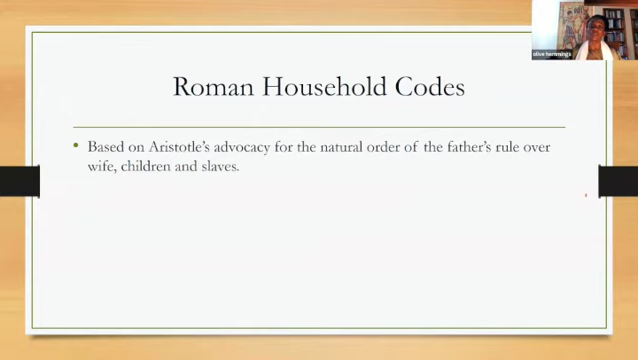 olive hemmings
Roman Household Codes
• Based on Aristotle's advocacy for the natural order of the father's rule over
wife, children and slaves.